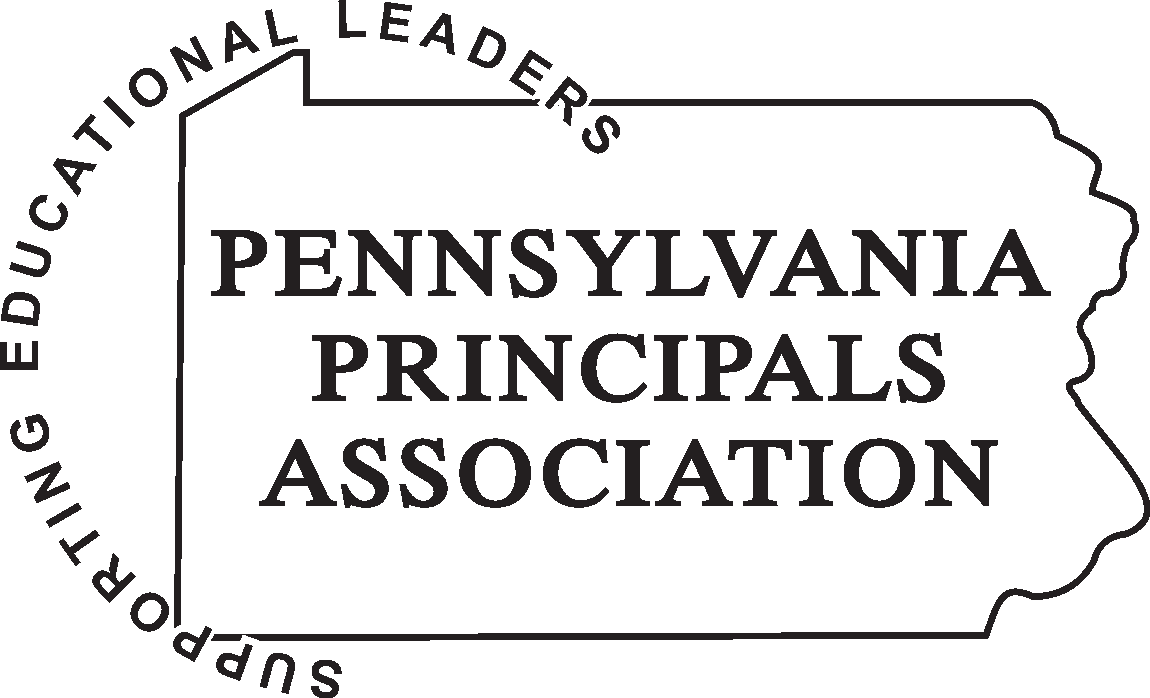 SUPPORTING EDUCATIONAL LEADERS
PENNSYLVANIA
PRINCIPALS
ASSOCIATION